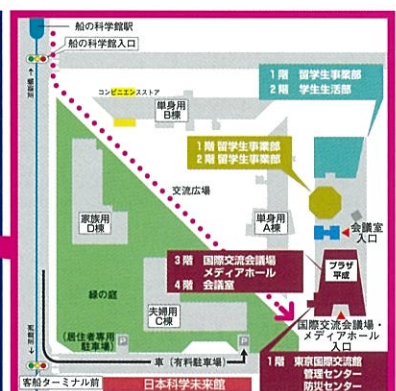 船の科学館駅
船の科学館入口
コンビニエンスストア
単身用
B棟
1階 留学生事業部
2階 学生生活部
1階 留学生事業部
2階 留学生事業部
交流広場
家族用
D棟
単身用
A棟
会議室
入口
3階 国際交流会議場
メディアホール
4階 会議室
プラザ
平成
緑の庭
夫婦用
C棟
国際交流会議場・
メディアホール
入口
(居住者専用
駐車場)
P
P
車(有料駐車場)
1階 東京国際交流館
管理センター
防災センター
客船ターミナル前
日本科学未来館